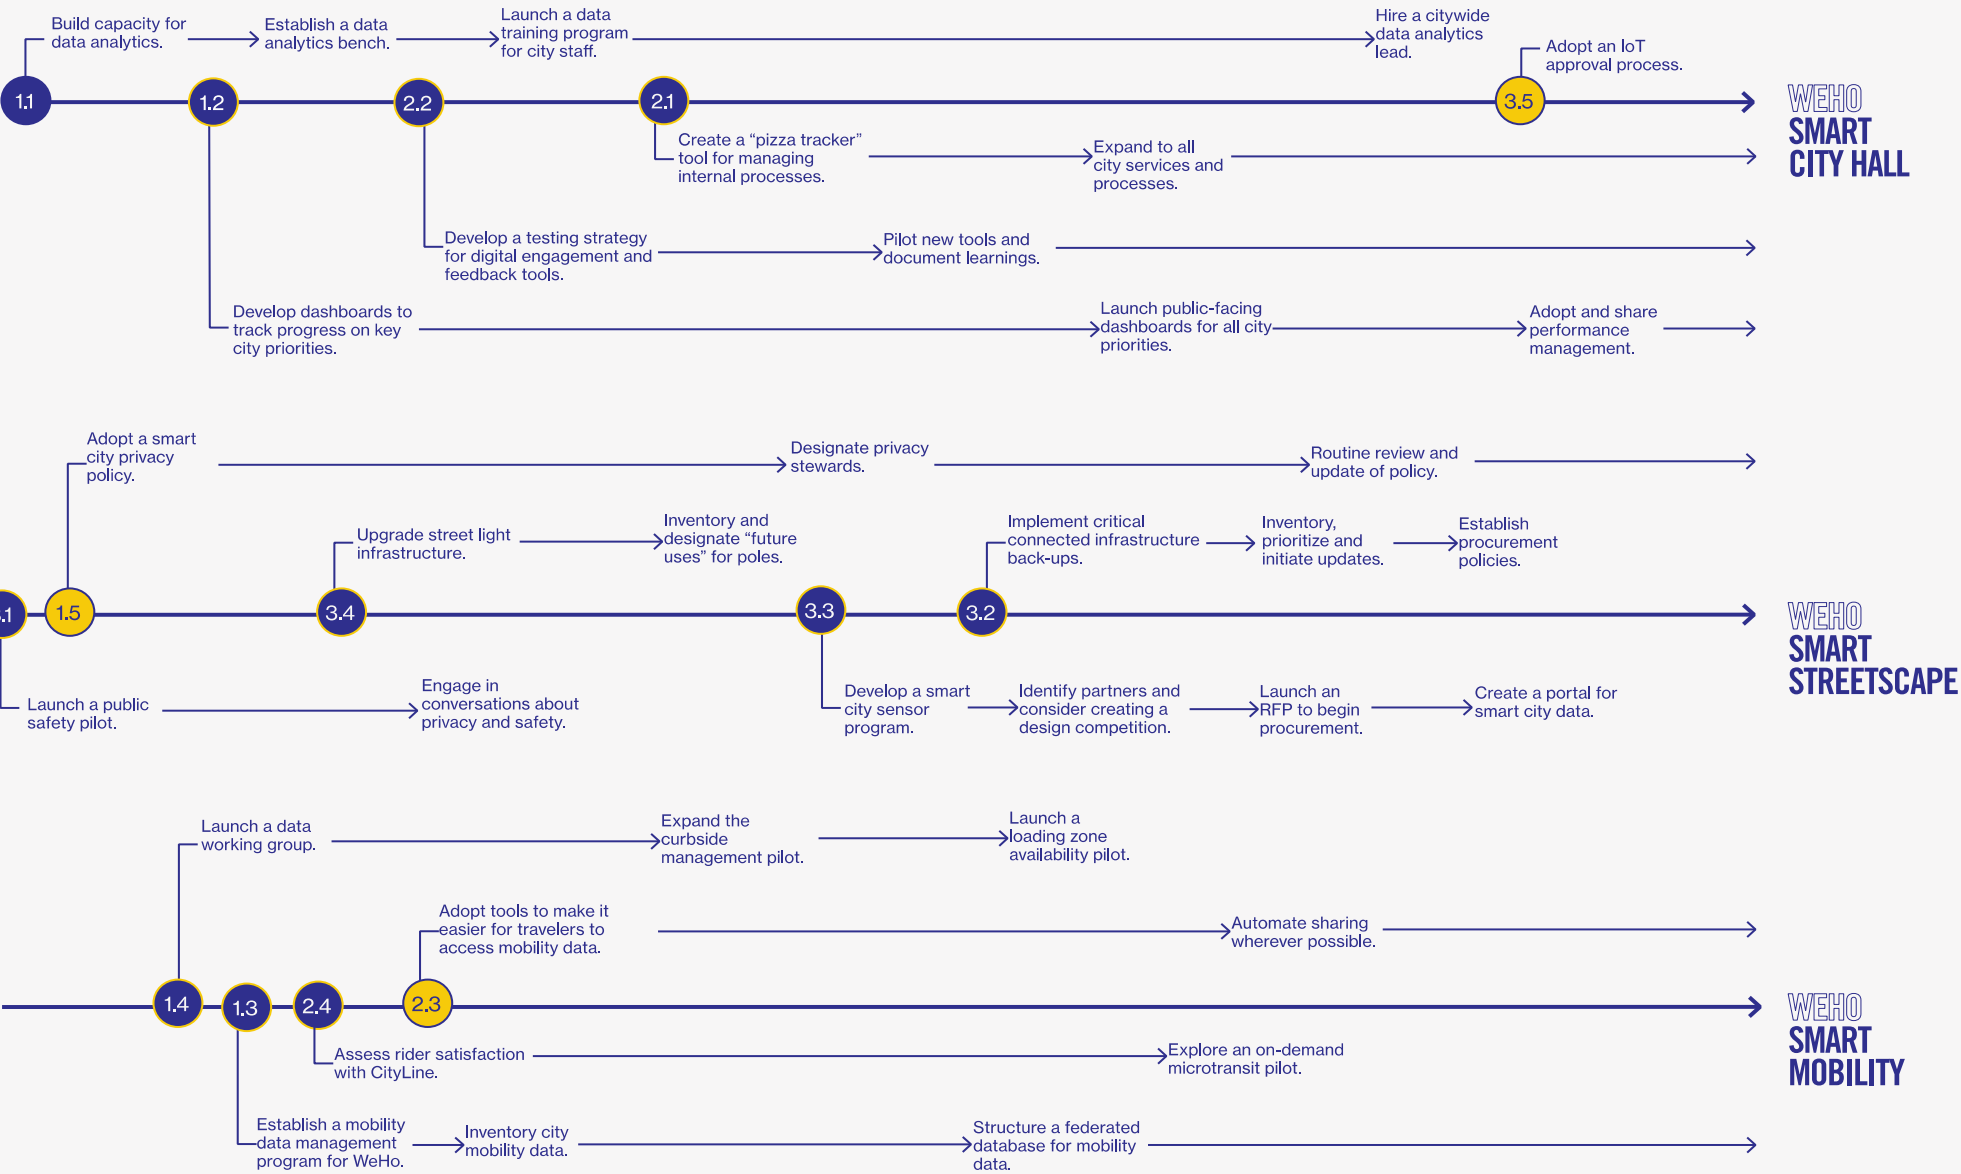 Build capacity for
data analytics.
Establish a data
analytics bench.
Launch a data
training program
for city staff.
Hire a citywide
data analytics
lead.
Adopt an IoT
approval process.
1.1
1.2
2.2
2.1
3.5
WEHO
SMART
CITY HALL
Create a “pizza tracker”
tool for managing
internal processes.
Expand to all
city services and
processes.
Develop a testing strategy
for digital engagement and
feedback tools.
Pilot new tools and
document learnings.
Develop dashboards to
track progress on key
city priorities.
Launch public-facing
dashboards for all city
priorities.
Adopt and share
performance
management.
Adopt a smart
city privacy
policy.
Designate privacy
stewards.
Routine review and
update of policy.
Upgrade street light
infrastructure.
Inventory and
designate “future
uses” for poles.
Implement critical
connected infrastructure
back-ups.
Inventory,
prioritize and
initiate updates.
Establish
procurement
policies.
.1
1.5
3.4
3.3
3.2
WEHO
SMART
STREETSCAPE
Launch a public
safety pilot.
Engage in
conversations about
privacy and safety.
Develop a smart
city sensor
program.
Identify partners and
consider creating a
design competition.
Launch an
RFP to begin
procurement.
Create a portal for
smart city data.
Launch a data
working group.
Expand the
curbside
management pilot.
Launch a
loading zone
availability pilot.
Adopt tools to make it
easier for travelers to
access mobility data.
Automate sharing
wherever possible.
1.4
1.3
2.4
2.3
WEHO
SMART
MOBILITY
Assess rider satisfaction
with CityLine.
Explore an on-demand
microtransit pilot.
Establish a mobility
data management
program for WeHo.
Inventory city
mobility data.
Structure a federated
database for mobility
data.